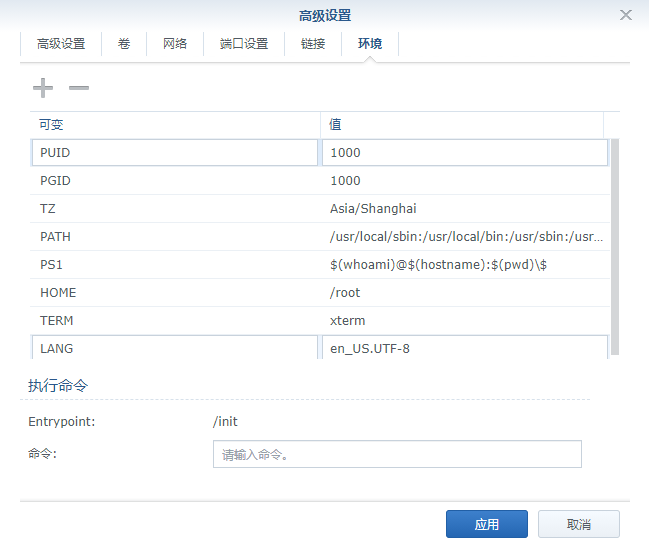 高级设置
高级设置 卷 网络 端口设置 链接 环境
可变 值
PUID 1000
PGID 1000
TZ Asia/Shanghai
PATH /usr/local/sbin:/usr/local/bin:/usr/sbin:/usr...
PS1 $(whoami)@$(hostname):$(pwd)\$
HOME /root
TERM xterm
LANG en_US.UTF-8
执行命令
Entrypoint: /init
命令: 请输入命令。
应用 取消